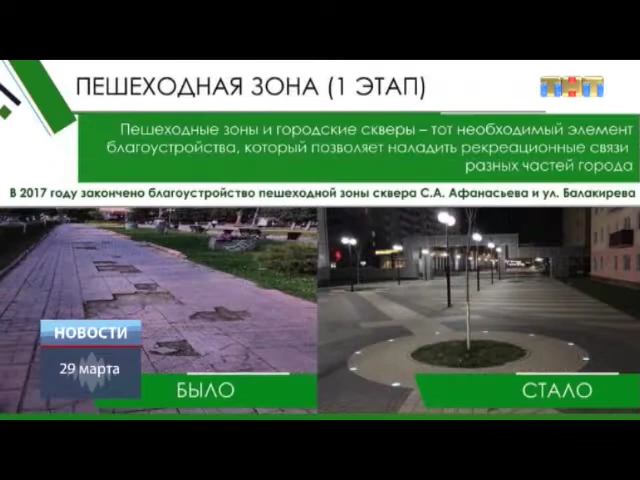 ПЕШЕХОДНАЯ ЗОНА (1 ЭТАП)
ТНТ
Пешеходные зоны и городские скверы – тот необходимый элемент
благоустройства, который позволяет наладить рекреационные связи
разных частей города
В 2017 году закончено благоустройство пешеходной зоны сквера С.А. Афанасьева и ул. Балакирева
НОВОСТИ
29 марта
БЫЛО
СТАЛО